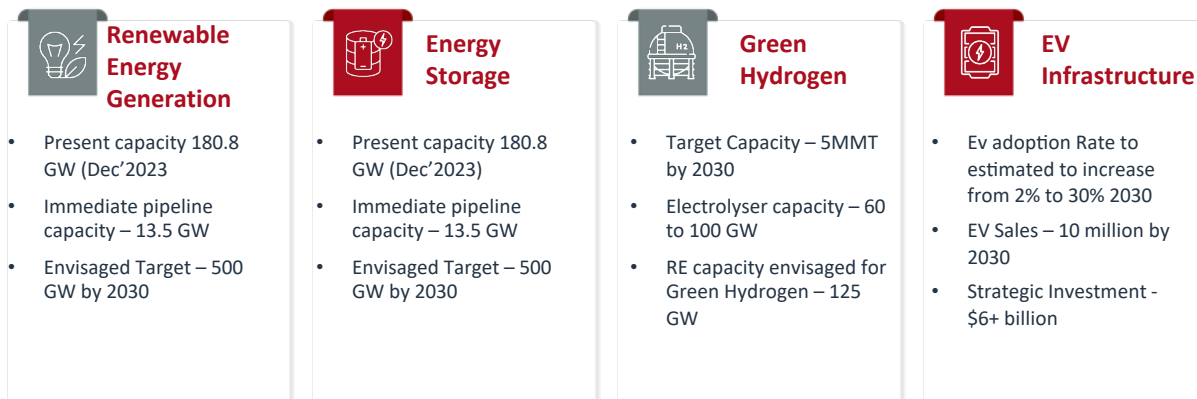 Renewable
Energy
Generation
• Present capacity 180.8
GW (Dec'2023
• Immediate pipeline
capacity – 13.5 GW
• Envisaged Target – 500
GW by 2030
Energy
Storage
• Present capacity 180.8
GW (Dec'2023)
• Immediate pipeline
capacity – 13.5 GW
• Envisaged Target – 500
GW by 2030
H2
Green
Hydrogen
• Target Capacity – 5MMT
by 2030
• Electrolyser capacity – 60
to 100 GW
• RE capacity envisaged for
Green Hydrogen – 125
GW
EV
Infrastructure
• Ev adoption Rate to
estimated to increase
from 2% to 30% 2030
• EV Sales – 10 million by
2030
• Strategic Investment -
$6+ billion